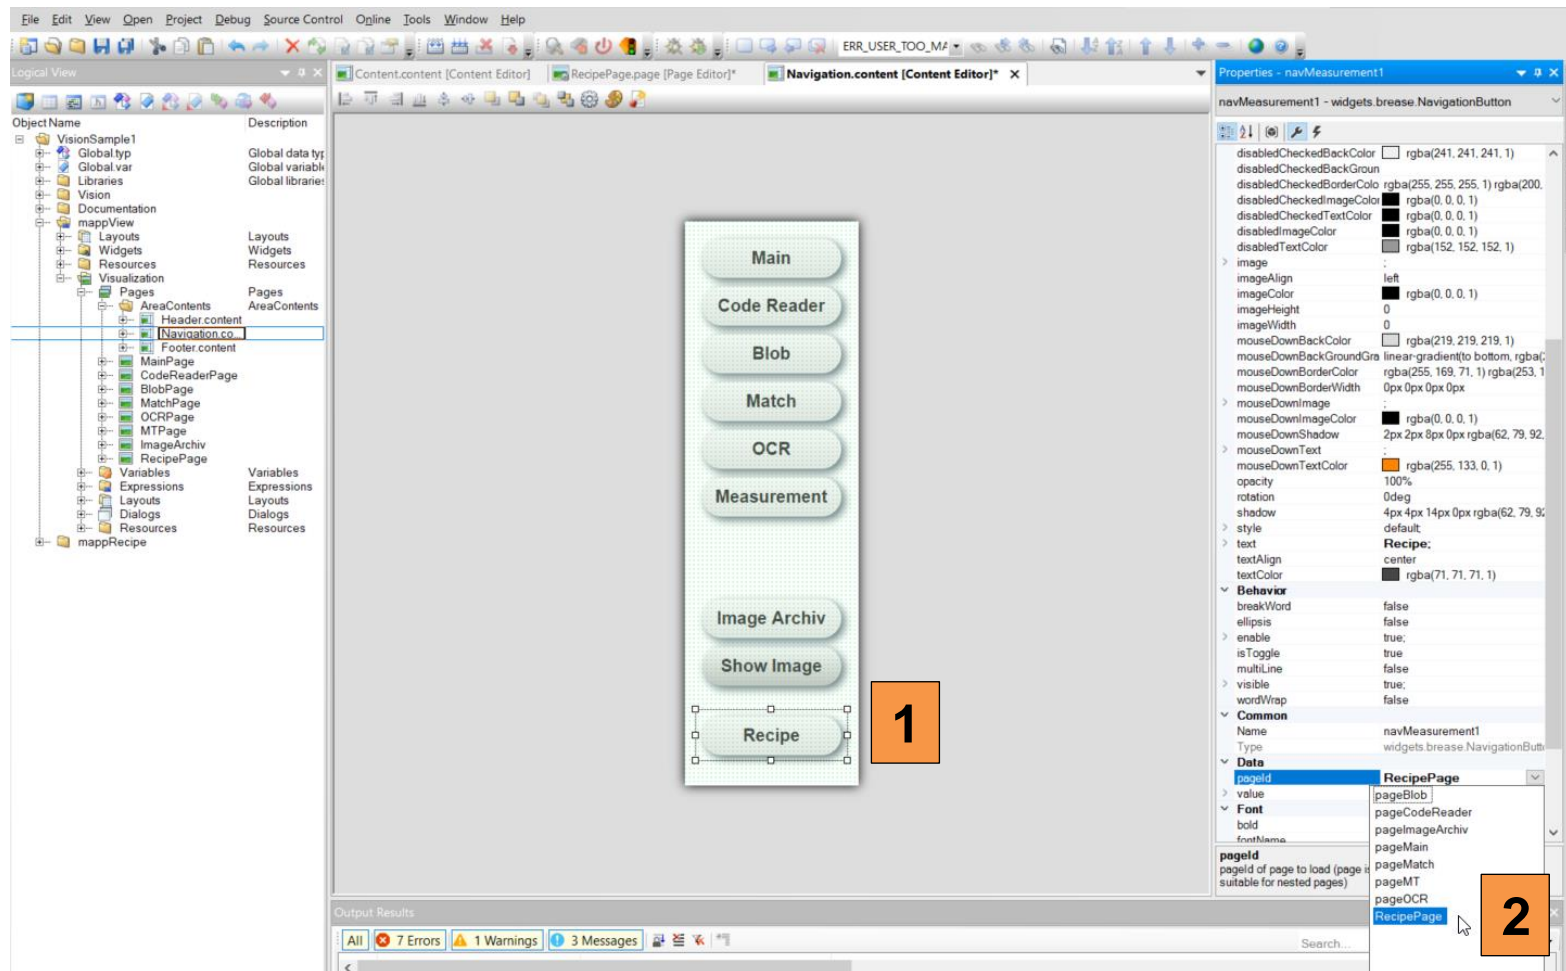 File Edit View Open Project Debug Source Control Online Tools Window Help
ERR_USER_TOO_MA
Logical View
Content.content [Content Editor] RecipePage.page [Page Editor]* Navigation.content [Content Editor]* X
Properties - navMeasurement1
navMeasurement1 - widgets.brease.NavigationButton
Object Name Description
VisionSample1
Global.typ Global data typ
Global.var Global variable
Libraries Global libraries
Vision
Documentation
mappView
Layouts Layouts
Widgets Widgets
Resources Resources
Visualization
Pages Pages
AreaContents AreaContents
Header.content
Navigation.co...
Footer.content
MainPage
CodeReaderPage
BlobPage
MatchPage
OCRPage
MTPage
ImageArchiv
RecipePage
Variables Variables
Expressions Expressions
Layouts Layouts
Dialogs Dialogs
Resources Resources
mappRecipe
Main
Code Reader
Blob
Match
OCR
Measurement
Image Archiv
Show Image
Recipe
1
disabledCheckedBackColor rgba(241, 241, 241, 1)
disabledCheckedBackGroun
disabledCheckedBorderColo rgba(255, 255, 255, 1) rgba(200,
disabledCheckedImageColor rgba(0, 0, 0, 1)
disabledCheckedTextColor rgba(0, 0, 0, 1)
disabledImageColor rgba(0, 0, 0, 1)
disabledTextColor rgba(152, 152, 152, 1)
image ;
imageAlign left
imageColor rgba(0, 0, 0, 1)
imageHeight 0
imageWidth 0
mouseDownBackColor rgba(219, 219, 219, 1)
mouseDownBackGroundGra linear-gradient(to bottom, rgba(2
mouseDownBorderColor rgba(255, 169, 71, 1) rgba(253, 1
mouseDownBorderWidth 0px 0px 0px 0px
mouseDownImage ;
mouseDownImageColor rgba(0, 0, 0, 1)
mouseDownShadow 2px 2px 8px 0px rgba(62, 79, 92,
mouseDownText ;
mouseDownTextColor rgba(255, 133, 0, 1)
opacity 100%
rotation 0deg
shadow 4px 4px 14px 0px rgba(62, 79, 92
style default;
text Recipe;
textAlign center
textColor rgba(71, 71, 71, 1)
Behavior
breakWord false
ellipsis false
enable true;
isToggle true
multiLine false
visible true;
wordWrap false
Common
Name navMeasurement1
Type widgets.brease.NavigationButt
Data
pageId RecipePage
value
Font
bold
fontName
pageBlob
pageCodeReader
pageImageArchiv
pageMain
pageMatch
pageMT
pageOCR
RecipePage
2
pageId
pageId of page to load (page is
suitable for nested pages)
Output Results
All 7 Errors 1 Warnings 3 Messages
Search...